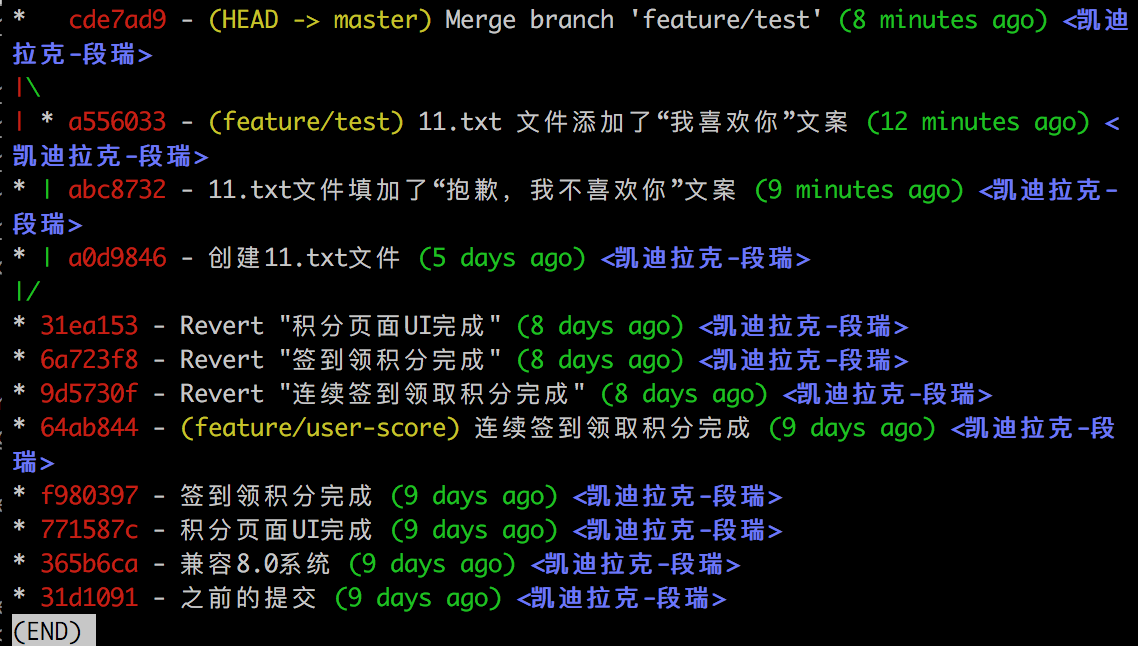 *   cde7ad9 - (HEAD -> master) Merge branch 'feature/test' (8 minutes ago) <凯迪
拉克-段瑞>
|\
| * a556033 - (feature/test) 11.txt 文件添加了“我喜欢你”文案 (12 minutes ago) <
凯迪拉克-段瑞>
* | abc8732 - 11.txt文件填加了“抱歉，我不喜欢你”文案 (9 minutes ago) <凯迪拉克-
段瑞>
* | a0d9846 - 创建11.txt文件 (5 days ago) <凯迪拉克-段瑞>
|/
* 31ea153 - Revert "积分页面UI完成" (8 days ago) <凯迪拉克-段瑞>
* 6a723f8 - Revert "签到领积分完成" (8 days ago) <凯迪拉克-段瑞>
* 9d5730f - Revert "连续签到领取积分完成" (8 days ago) <凯迪拉克-段瑞>
* 64ab844 - (feature/user-score) 连续签到领取积分完成 (9 days ago) <凯迪拉克-段
瑞>
* f980397 - 签到领积分完成 (9 days ago) <凯迪拉克-段瑞>
* 771587c - 积分页面UI完成 (9 days ago) <凯迪拉克-段瑞>
* 365b6ca - 兼容8.0系统 (9 days ago) <凯迪拉克-段瑞>
* 31d1091 - 之前的提交 (9 days ago) <凯迪拉克-段瑞>
(END)